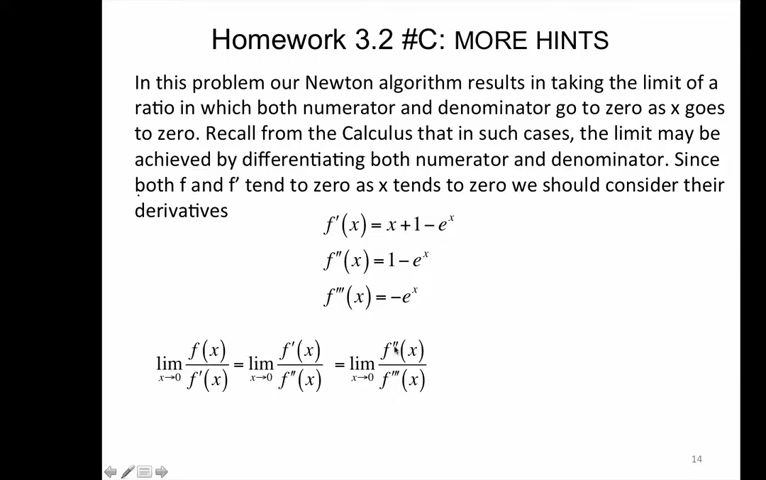 Homework 3.2 #C: MORE HINTS
In this problem our Newton algorithm results in taking the limit of a
ratio in which both numerator and denominator go to zero as x goes
to zero. Recall from the Calculus that in such cases, the limit may be
achieved by differentiating both numerator and denominator. Since
both f and f' tend to zero as x tends to zero we should consider their
derivatives
f'(x) = x + 1 − e^x
f''(x) = 1 − e^x
f'''(x) = −e^x
lim_{x→0} f(x)/f'(x) = lim_{x→0} f'(x)/f''(x) = lim_{x→0} f''(x)/f'''(x)
14